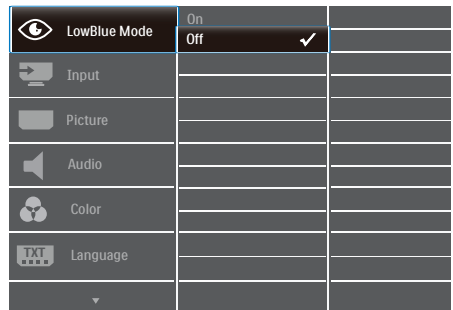 LowBlue Mode
On
Off
Input
Picture
Audio
Color
TXT
Language